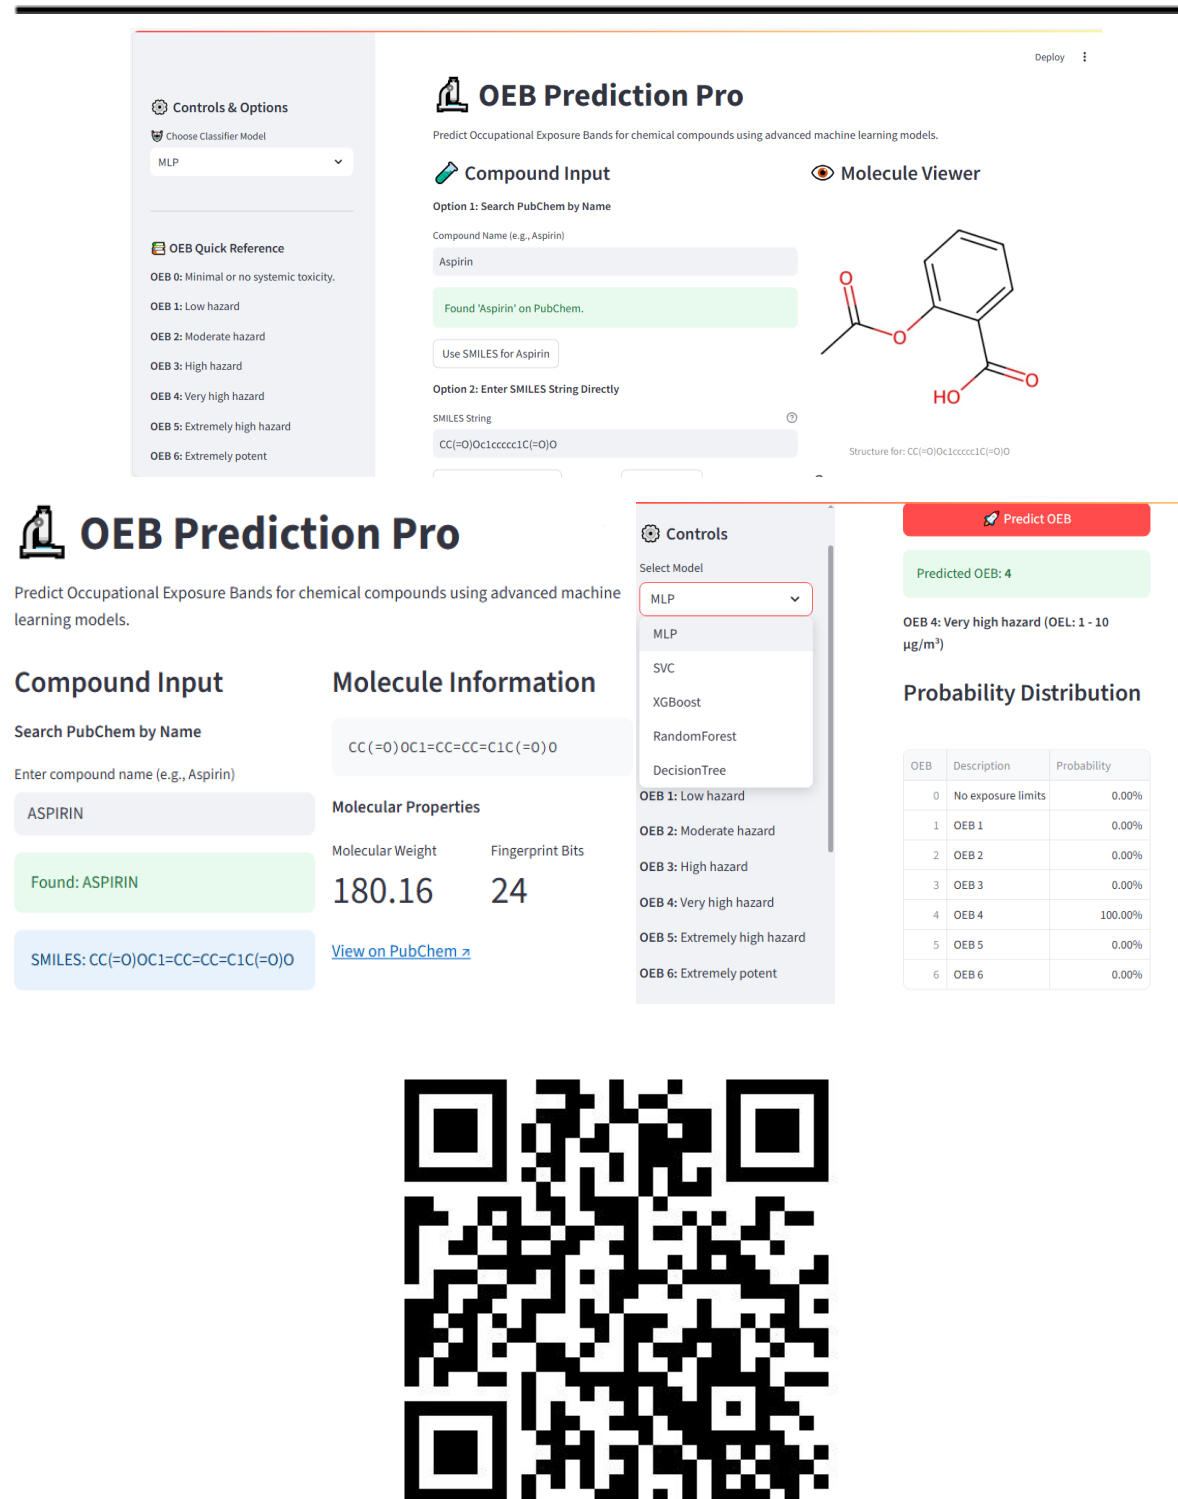 Deploy
Controls & Options
Choose Classifier Model
MLP
OEB Quick Reference
OEB 0: Minimal or no systemic toxicity.
OEB 1: Low hazard
OEB 2: Moderate hazard
OEB 3: High hazard
OEB 4: Very high hazard
OEB 5: Extremely high hazard
OEB 6: Extremely potent
OEB Prediction Pro
Predict Occupational Exposure Bands for chemical compounds using advanced machine learning models.
Compound Input
Option 1: Search PubChem by Name
Compound Name (e.g., Aspirin)
Aspirin
Found 'Aspirin' on PubChem.
Use SMILES for Aspirin
Option 2: Enter SMILES String Directly
SMILES String
CC(=O)Oc1ccccc1C(=O)O
Molecule Viewer
O
O
O
HO
Structure for: CC(=O)Oc1ccccc1C(=O)O
OEB Prediction Pro
Predict Occupational Exposure Bands for chemical compounds using advanced machine
learning models.
Compound Input
Search PubChem by Name
Enter compound name (e.g., Aspirin)
ASPIRIN
Found: ASPIRIN
SMILES: CC(=O)OC1=CC=CC=C1C(=O)O
Molecule Information
CC(=O)OC1=CC=CC=C1C(=O)O
Molecular Properties
Molecular Weight Fingerprint Bits
180.16 24
View on PubChem ↗
Controls
Select Model
MLP
MLP
SVC
XGBoost
RandomForest
DecisionTree
OEB 1: Low hazard
OEB 2: Moderate hazard
OEB 3: High hazard
OEB 4: Very high hazard
OEB 5: Extremely high hazard
OEB 6: Extremely potent
Predict OEB
Predicted OEB: 4
OEB 4: Very high hazard (OEL: 1 - 10
µg/m³)
Probability Distribution
OEB Description Probability
0 No exposure limits 0.00%
1 OEB 1 0.00%
2 OEB 2 0.00%
3 OEB 3 0.00%
4 OEB 4 100.00%
5 OEB 5 0.00%
6 OEB 6 0.00%